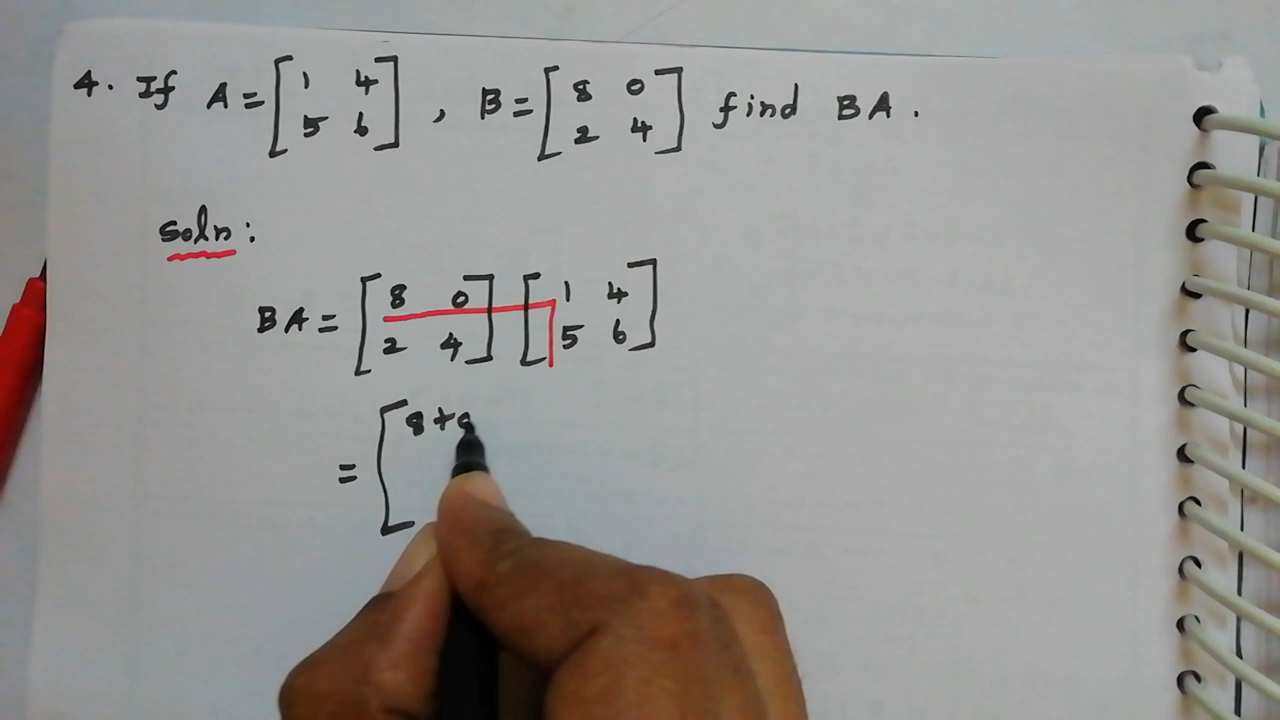 4. If A = [1 4 5 6] , B = [8 0 2 4] find BA .
Soln :
BA = [8 0 2 4] [1 4 5 6]
= [8 +